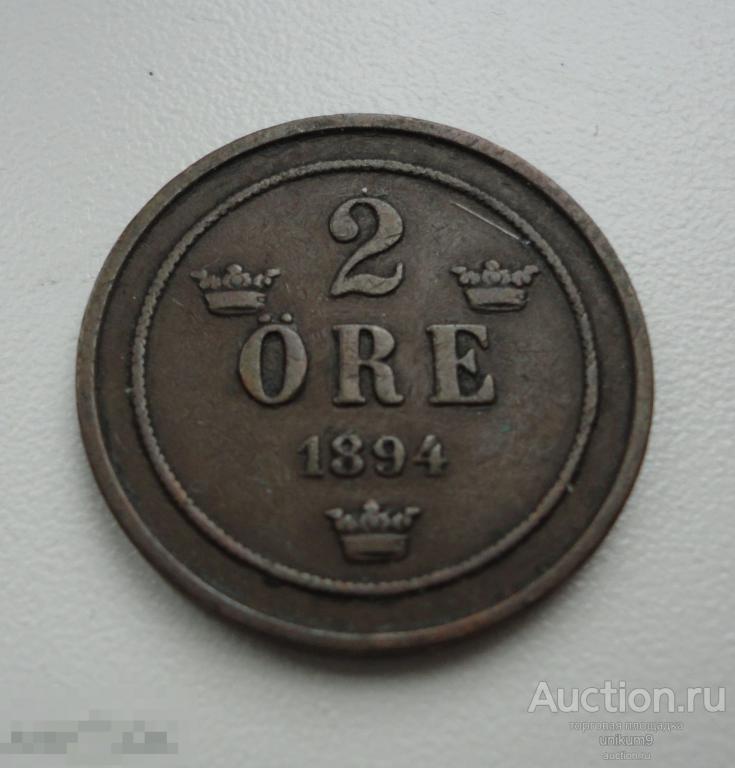 2
ÖRE
1894
Auction.ru
торговая площадка
unikum9
auction.ru